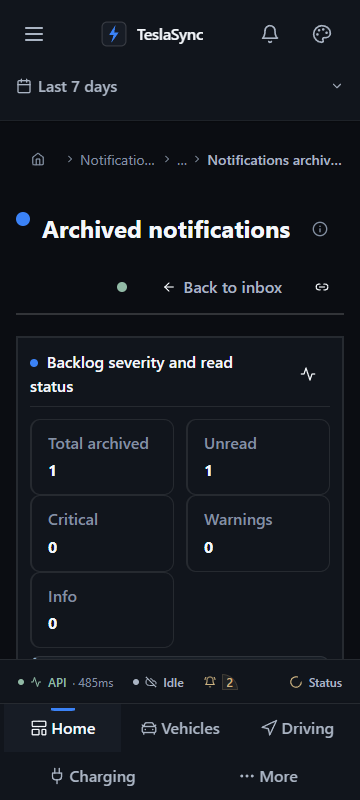 TeslaSync
Last 7 days
Notificatio... ... Notifications archiv...
Archived notifications
Back to inbox
Backlog severity and read
status
Total archived
1
Unread
1
Critical
0
Warnings
0
Info
0
API · 485ms Idle 2 Status
Home Vehicles Driving
Charging More